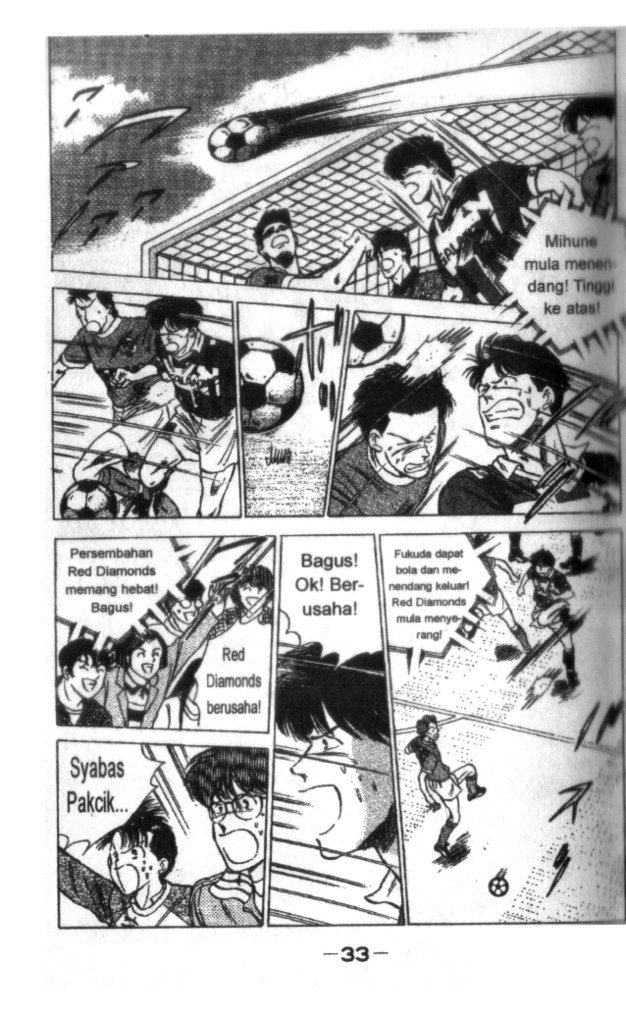 Mihune
mula menen-
dang! Tinggi
ke atas!
Persembahan
Red Diamonds
memang hebat!
Bagus!
Red
Diamonds
berusaha!
Bagus!
Ok! Ber-
usaha!
Fukuda dapat
bola dan me-
nendang keluar!
Red Diamonds
mula menye-
rang!
Syabas
Pakcik...
—33—